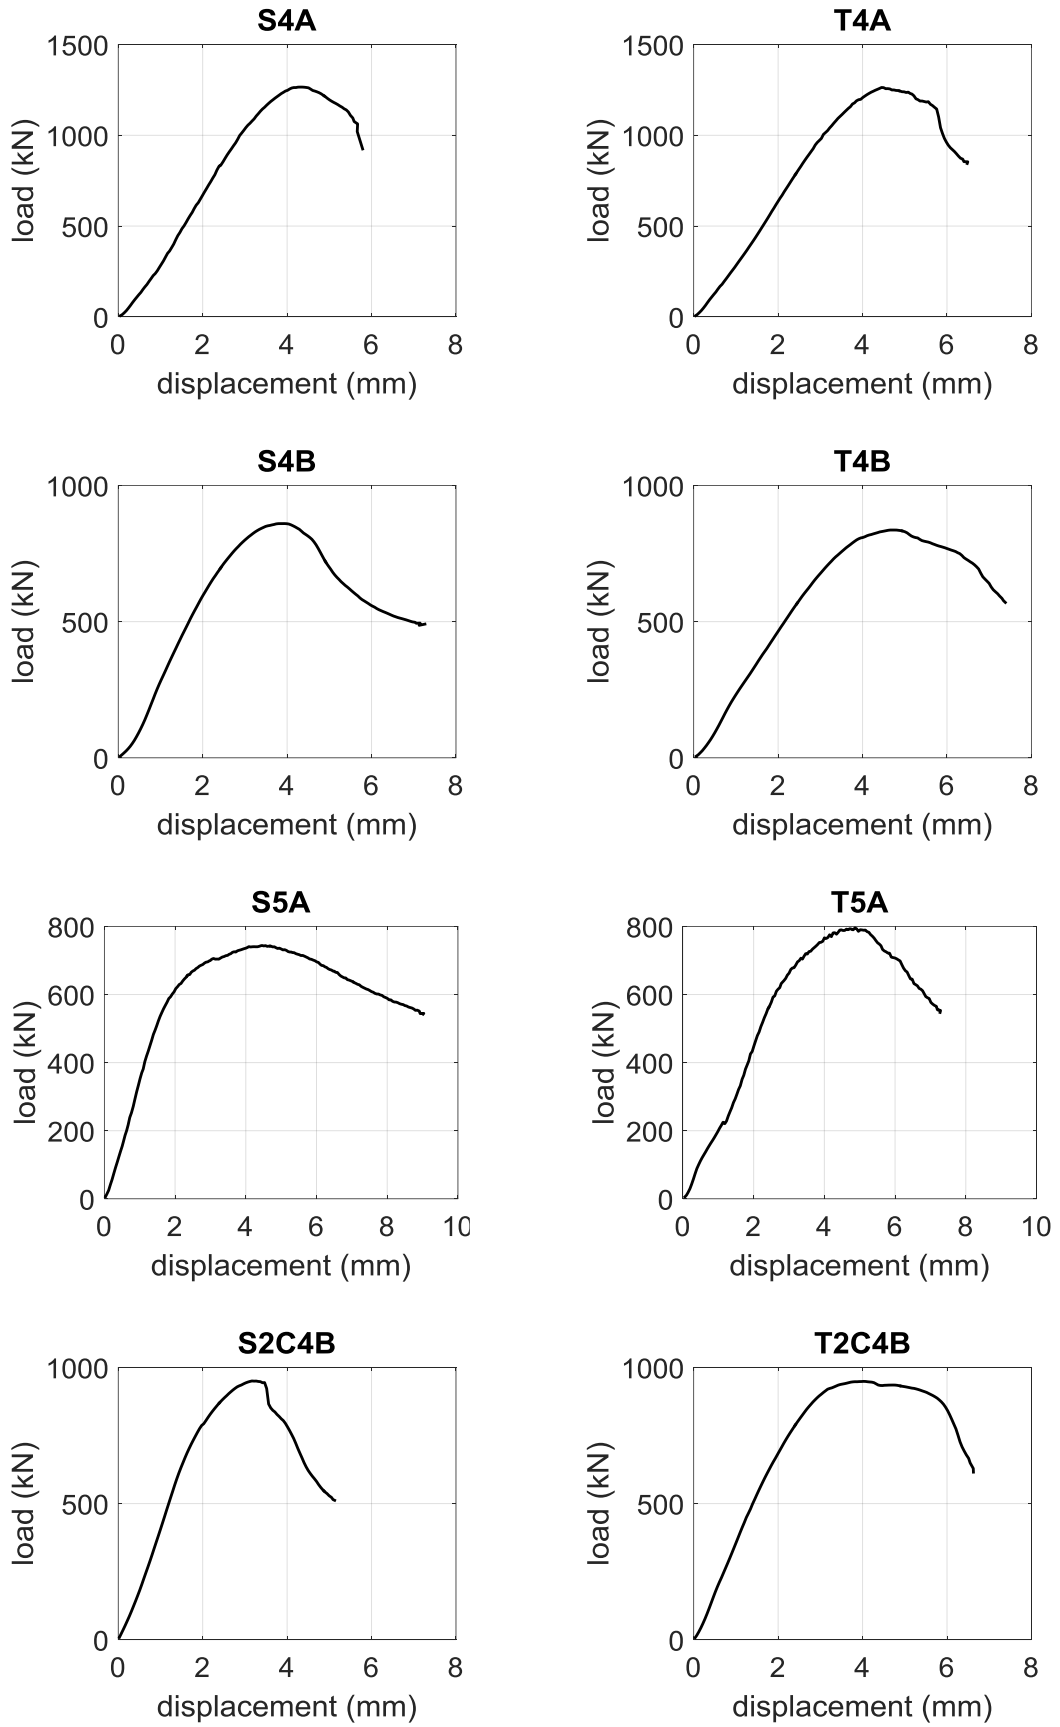 S4A
T4A
1500
1000
500
0
load (kN)
0 2 4 6 8
displacement (mm)
1500
1000
500
0
load (kN)
0 2 4 6 8
displacement (mm)
S4B
T4B
1000
500
0
load (kN)
0 2 4 6 8
displacement (mm)
1000
500
0
load (kN)
0 2 4 6 8
displacement (mm)
S5A
T5A
800
600
400
200
0
load (kN)
0 2 4 6 8 10
displacement (mm)
800
600
400
200
0
load (kN)
0 2 4 6 8 10
displacement (mm)
S2C4B
T2C4B
1000
500
0
load (kN)
0 2 4 6 8
displacement (mm)
1000
500
0
load (kN)
0 2 4 6 8
displacement (mm)